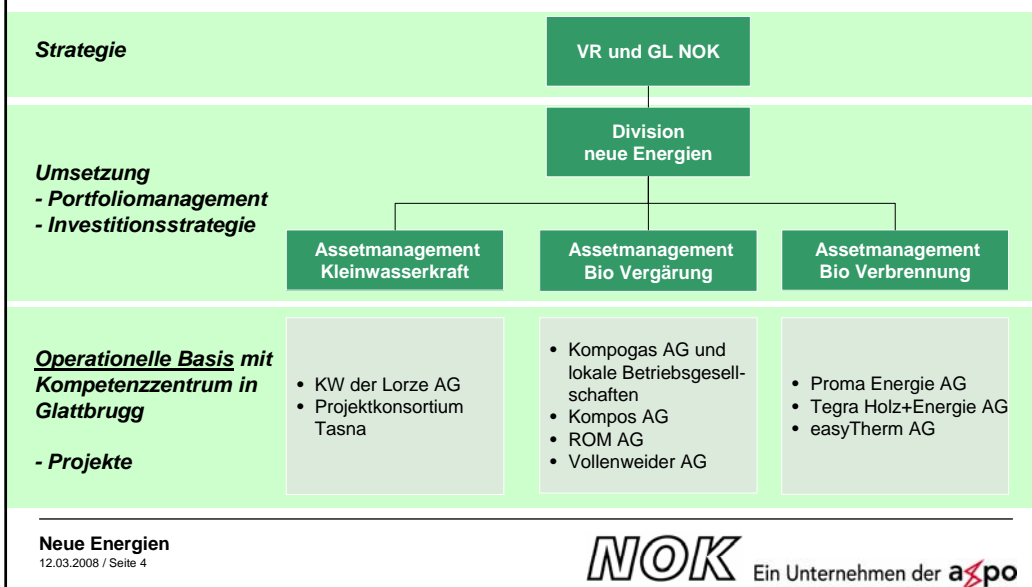 Strategie
VR und GL NOK
Umsetzung
- Portfoliomanagement
- Investitionsstrategie
Division
neue Energien
Assetmanagement
Kleinwasserkraft
Assetmanagement
Bio Vergärung
Assetmanagement
Bio Verbrennung
Operationelle Basis mit
Kompetenzzentrum in
Glattbrugg
- Projekte
• KW der Lorze AG
• Projektkonsortium
Tasna
• Kompogas AG und
lokale Betriebsgesell-
schaften
• Kompos AG
• ROM AG
• Vollenweider AG
• Proma Energie AG
• Tegra Holz+Energie AG
• easyTherm AG
Neue Energien
12.03.2008 / Seite 4
NOK Ein Unternehmen der axpo